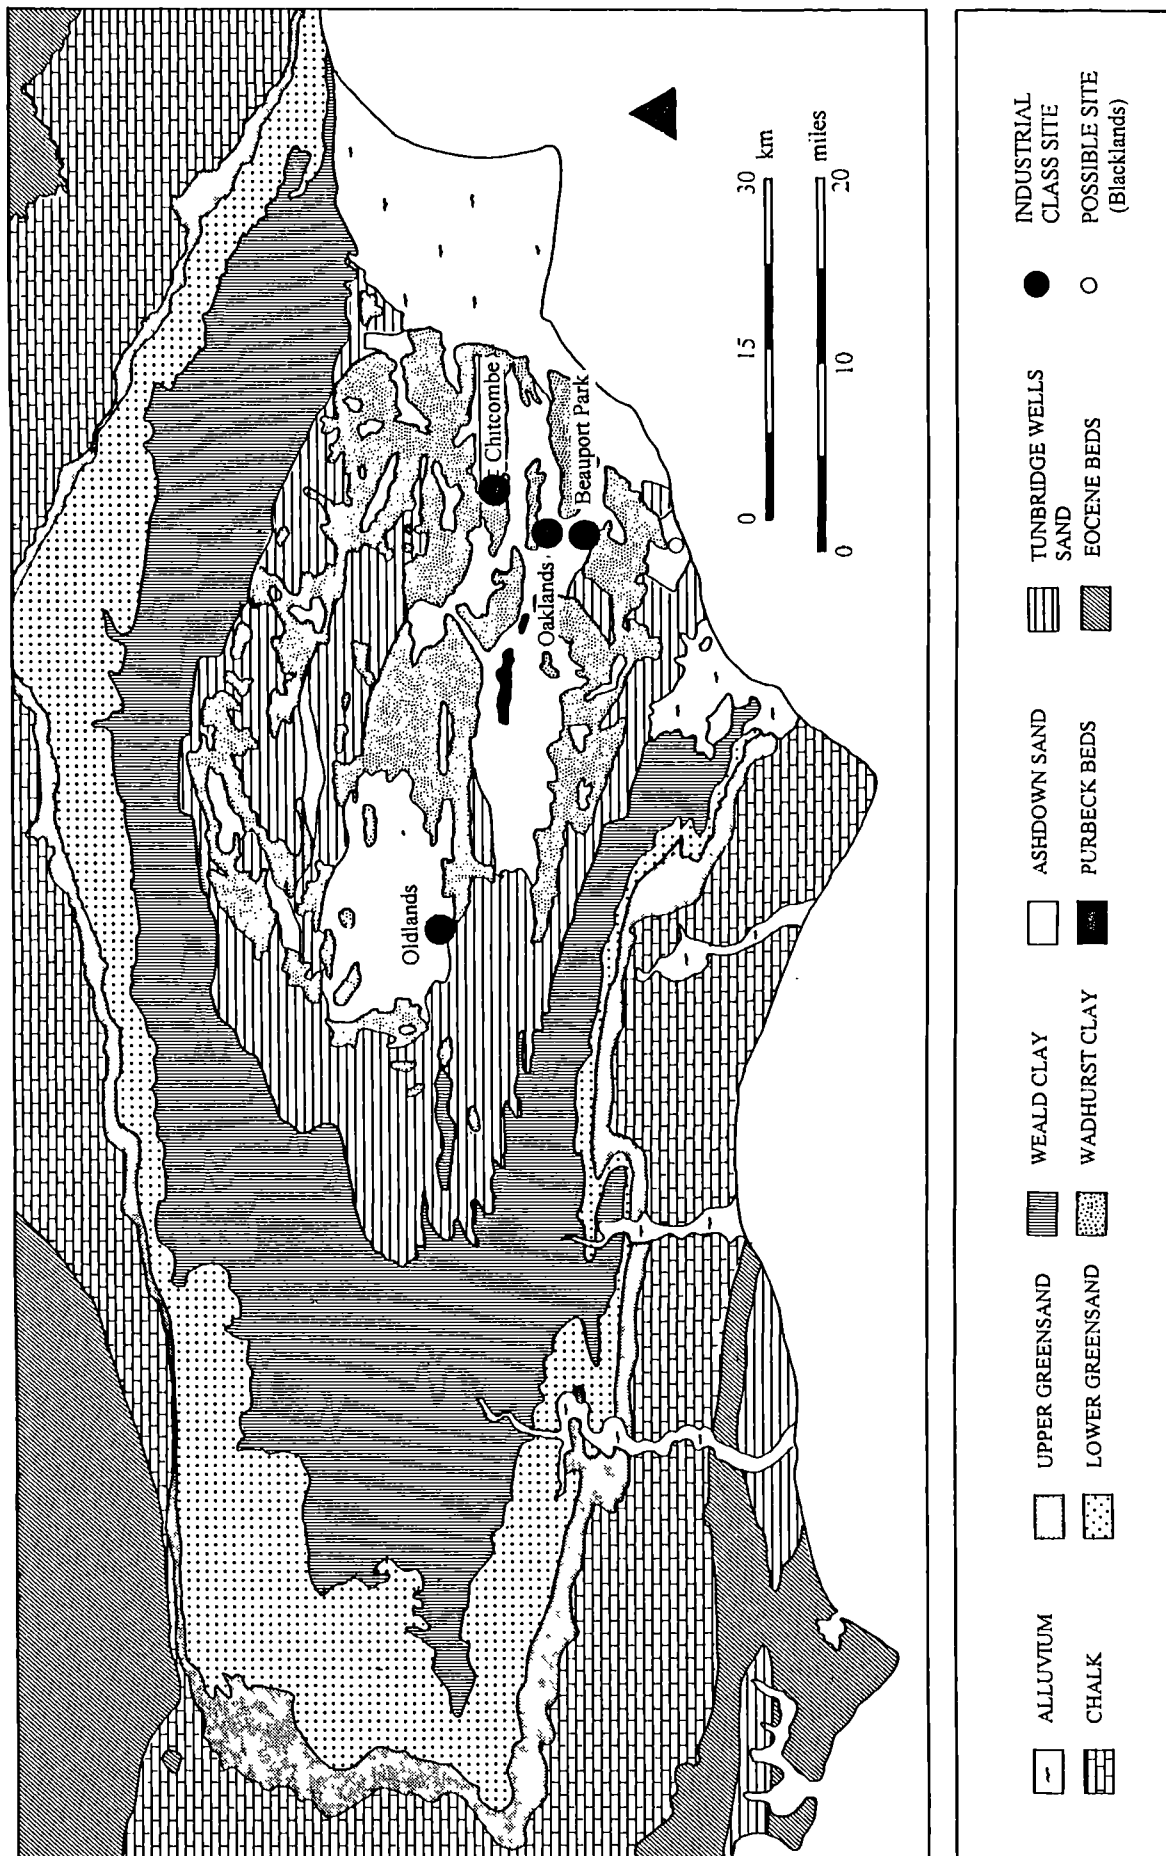 Oldlands
Oaklands
Chitcombe
Beauport Park
0 15 30 km
0 10 20 miles
ALLUVIUM
CHALK
UPPER GREENSAND
LOWER GREENSAND
WEALD CLAY
WADHURST CLAY
ASHDOWN SAND
PURBECK BEDS
TUNBRIDGE WELLS
SAND
EOCENE BEDS
INDUSTRIAL
CLASS SITE
POSSIBLE SITE
(Blacklands)